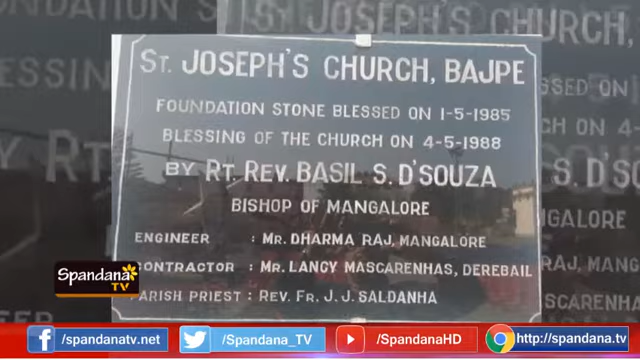 ST. JOSEPH'S CHURCH, BAJPE
FOUNDATION STONE BLESSED ON 1-5-1985
BLESSING OF THE CHURCH ON 4-5-1988
BY RT. REV. BASIL S. D'SOUZA
BISHOP OF MANGALORE
ENGINEER : MR. DHARMA RAJ, MANGALORE
CONTRACTOR : MR. LANCY MASCARENHAS, DEREBAIL
PARISH PRIEST : REV. FR. J. J. SALDANHA
Spandana
TV
/spandanatv.net /Spandana_TV /SpandanaHD http://spandana.tv